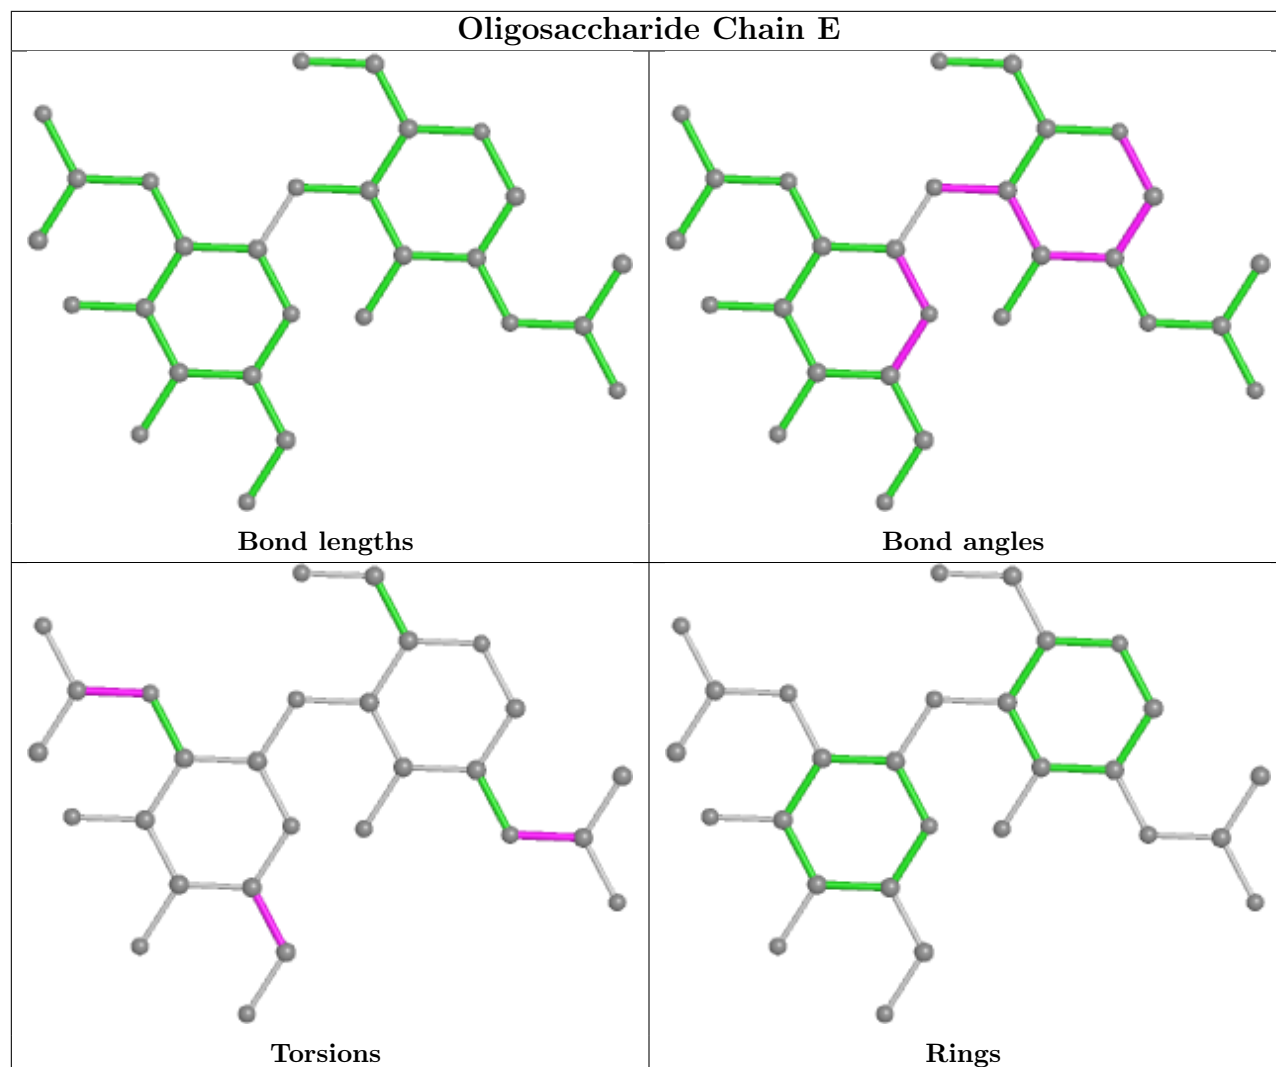 Oligosaccharide Chain E
Bond lengths
Bond angles
Torsions
Rings